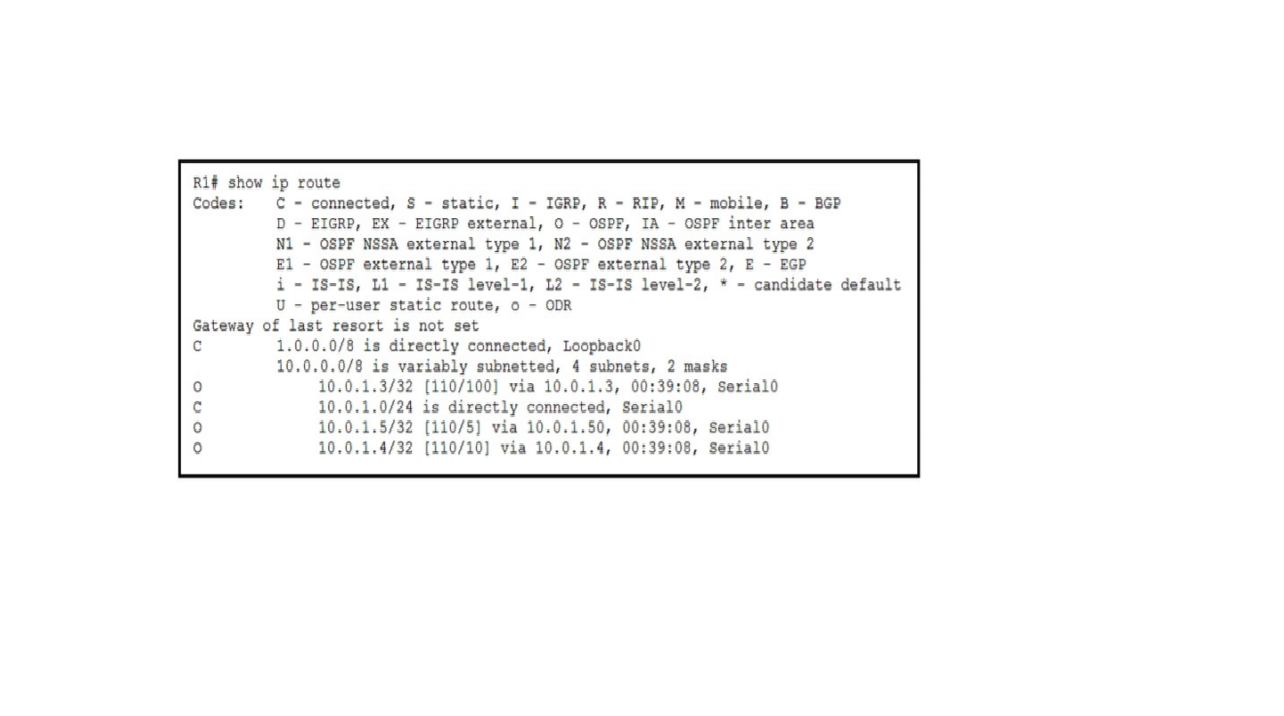 R1# show ip route
Codes: C - connected, S - static, I - IGRP, R - RIP, M - mobile, B - BGP
D - EIGRP, EX - EIGRP external, O - OSPF, IA - OSPF inter area
N1 - OSPF NSSA external type 1, N2 - OSPF NSSA external type 2
E1 - OSPF external type 1, E2 - OSPF external type 2, E - EGP
i - IS-IS, L1 - IS-IS level-1, L2 - IS-IS level-2, * - candidate default
U - per-user static route, o - ODR
Gateway of last resort is not set
C 1.0.0.0/8 is directly connected, Loopback0
10.0.0.0/8 is variably subnetted, 4 subnets, 2 masks
O 10.0.1.3/32 [110/100] via 10.0.1.3, 00:39:08, Serial0
C 10.0.1.0/24 is directly connected, Serial0
O 10.0.1.5/32 [110/5] via 10.0.1.50, 00:39:08, Serial0
O 10.0.1.4/32 [110/10] via 10.0.1.4, 00:39:08, Serial0